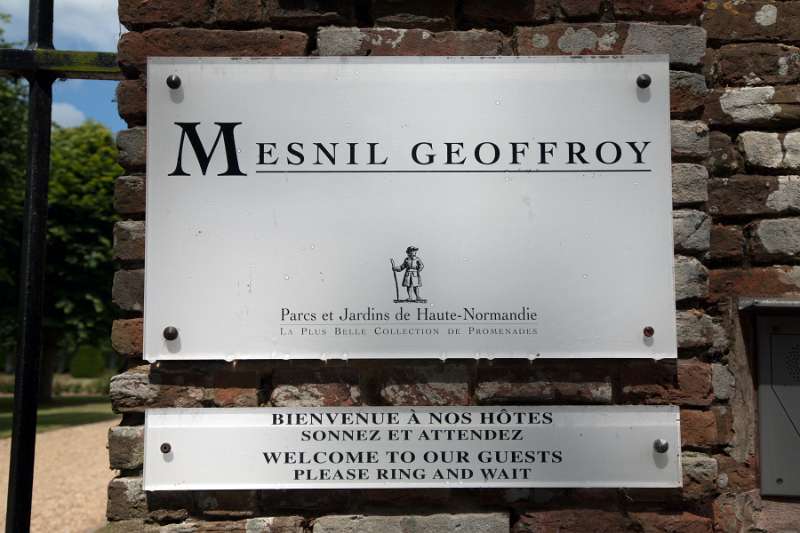 MESNIL GEOFFROY
Parcs et Jardins de Haute-Normandie
LA PLUS BELLE COLLECTION DE PROMENADES
BIENVENUE À NOS HÔTES
SONNEZ ET ATTENDEZ
WELCOME TO OUR GUESTS
PLEASE RING AND WAIT